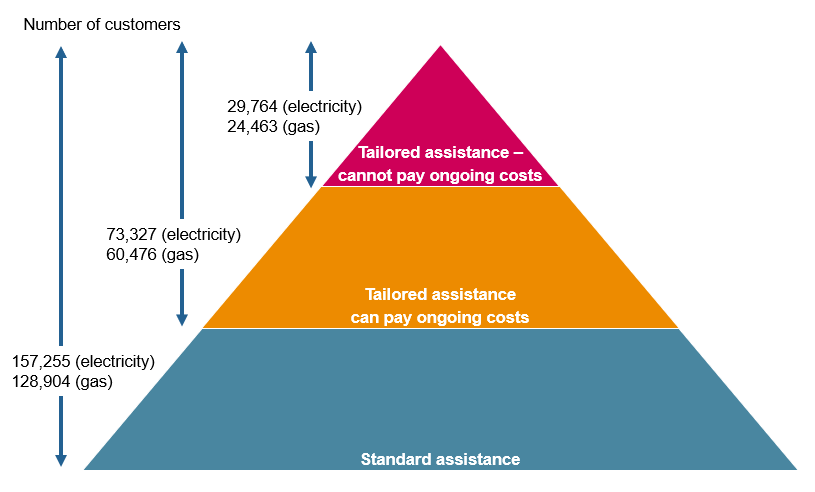 Number of customers
29,764 (electricity)
24,463 (gas)
Tailored assistance –
cannot pay ongoing costs
73,327 (electricity)
60,476 (gas)
Tailored assistance
can pay ongoing costs
157,255 (electricity)
128,904 (gas)
Standard assistance